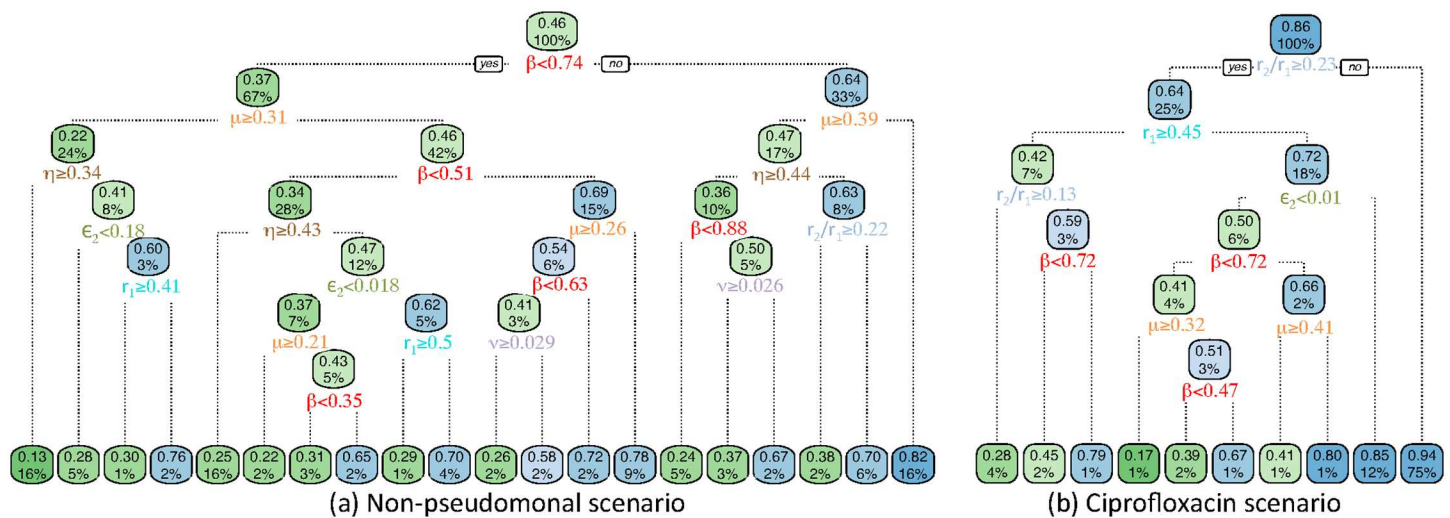 0.46
100%
yes β<0.74 no
0.37
67%
μ≥0.31
0.64
33%
μ≥0.39
0.22
24%
η≥0.34
0.46
42%
β<0.51
0.47
17%
η≥0.44
0.41
8%
ϵ₂<0.18
0.34
28%
η≥0.43
0.69
15%
μ≥0.26
0.36
10%
β<0.88
0.63
8%
r₂/r₁≥0.22
0.60
3%
r₁≥0.41
0.47
12%
ϵ₂<0.018
0.54
6%
β<0.63
0.50
5%
ν≥0.026
0.37
7%
μ≥0.21
0.62
5%
r₁≥0.5
0.41
3%
ν≥0.029
0.43
5%
β<0.35
0.13 0.28 0.30 0.76 0.25 0.22 0.31 0.65 0.29 0.70 0.26 0.58 0.72 0.78 0.24 0.37 0.67 0.38 0.70 0.82
16% 5% 1% 2% 16% 2% 3% 2% 1% 4% 2% 2% 2% 9% 5% 3% 2% 2% 6% 16%
(a) Non-pseudomonal scenario
0.86
100%
yes r₂/r₁≥0.23 no
0.64
25%
r₁≥0.45
0.42
7%
r₂/r₁≥0.13
0.72
18%
ϵ₂<0.01
0.59
3%
β<0.72
0.50
6%
β<0.72
0.41
4%
μ≥0.32
0.66
2%
μ≥0.41
0.51
3%
β<0.47
0.28 0.45 0.79 0.17 0.39 0.67 0.41 0.80 0.85 0.94
4% 2% 1% 1% 2% 1% 1% 1% 12% 75%
(b) Ciprofloxacin scenario